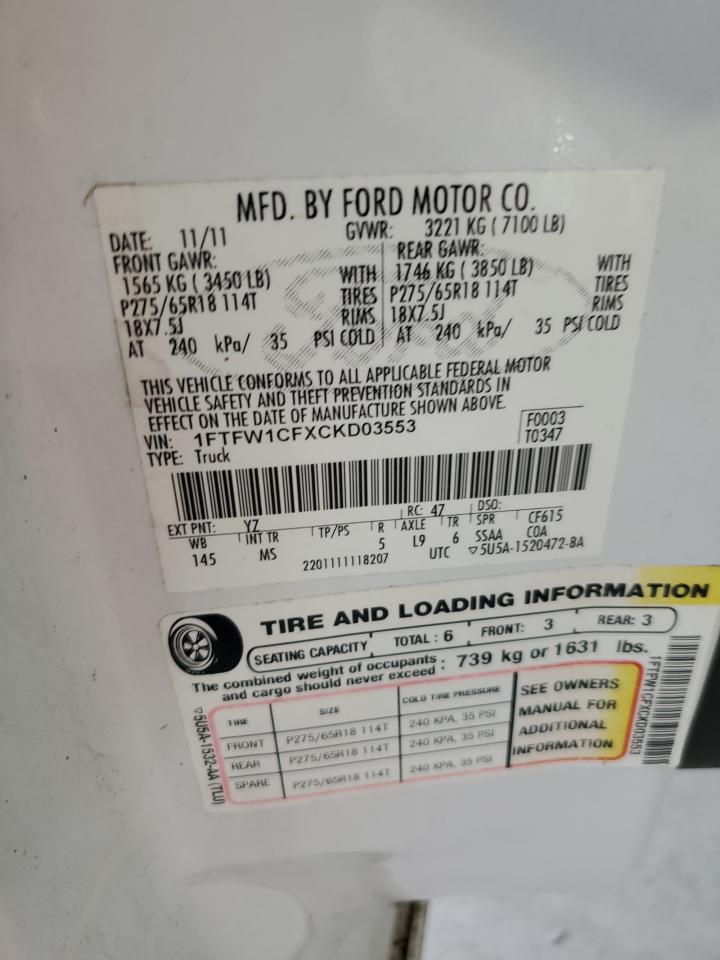 MFD. BY FORD MOTOR CO.
DATE: 11/11 GVWR: 3221 KG ( 7100 LB)
FRONT GAWR: REAR GAWR:
1565 KG ( 3450 LB) WITH 1746 KG ( 3850 LB) WITH
P275/65R18 114T TIRES P275/65R18 114T TIRES
18X7.5J RIMS 18X7.5J RIMS
AT 240 kPa/ 35 PSI COLD AT 240 kPa/ 35 PSI COLD
Ford
THIS VEHICLE CONFORMS TO ALL APPLICABLE FEDERAL MOTOR
VEHICLE SAFETY AND THEFT PREVENTION STANDARDS IN
EFFECT ON THE DATE OF MANUFACTURE SHOWN ABOVE.
VIN: 1FTFW1CFXCKD03553 F0003
TYPE: Truck T0347
EXT PNT: YZ RC: 47 DSO:
WB INT TR TP/PS R AXLE TR SPR CF615
145 MS 5 L9 6 SSAA COA
2201111118207 UTC ▽5U5A-1520472-BA
TIRE AND LOADING INFORMATION
SEATING CAPACITY TOTAL : 6 FRONT: 3 REAR: 3
The combined weight of occupants
and cargo should never exceed : 739 kg or 1631 lbs.
TIRE SIZE COLD TIRE PRESSURE
FRONT P275/65R18 114T 240 KPA, 35 PSI
REAR P275/65R18 114T 240 KPA, 35 PSI
SPARE P275/65R18 114T 240 KPA, 35 PSI
SEE OWNERS
MANUAL FOR
ADDITIONAL
INFORMATION
▽5U5A-1532-AA (TLU)
1FTFW1CFXCKD03553